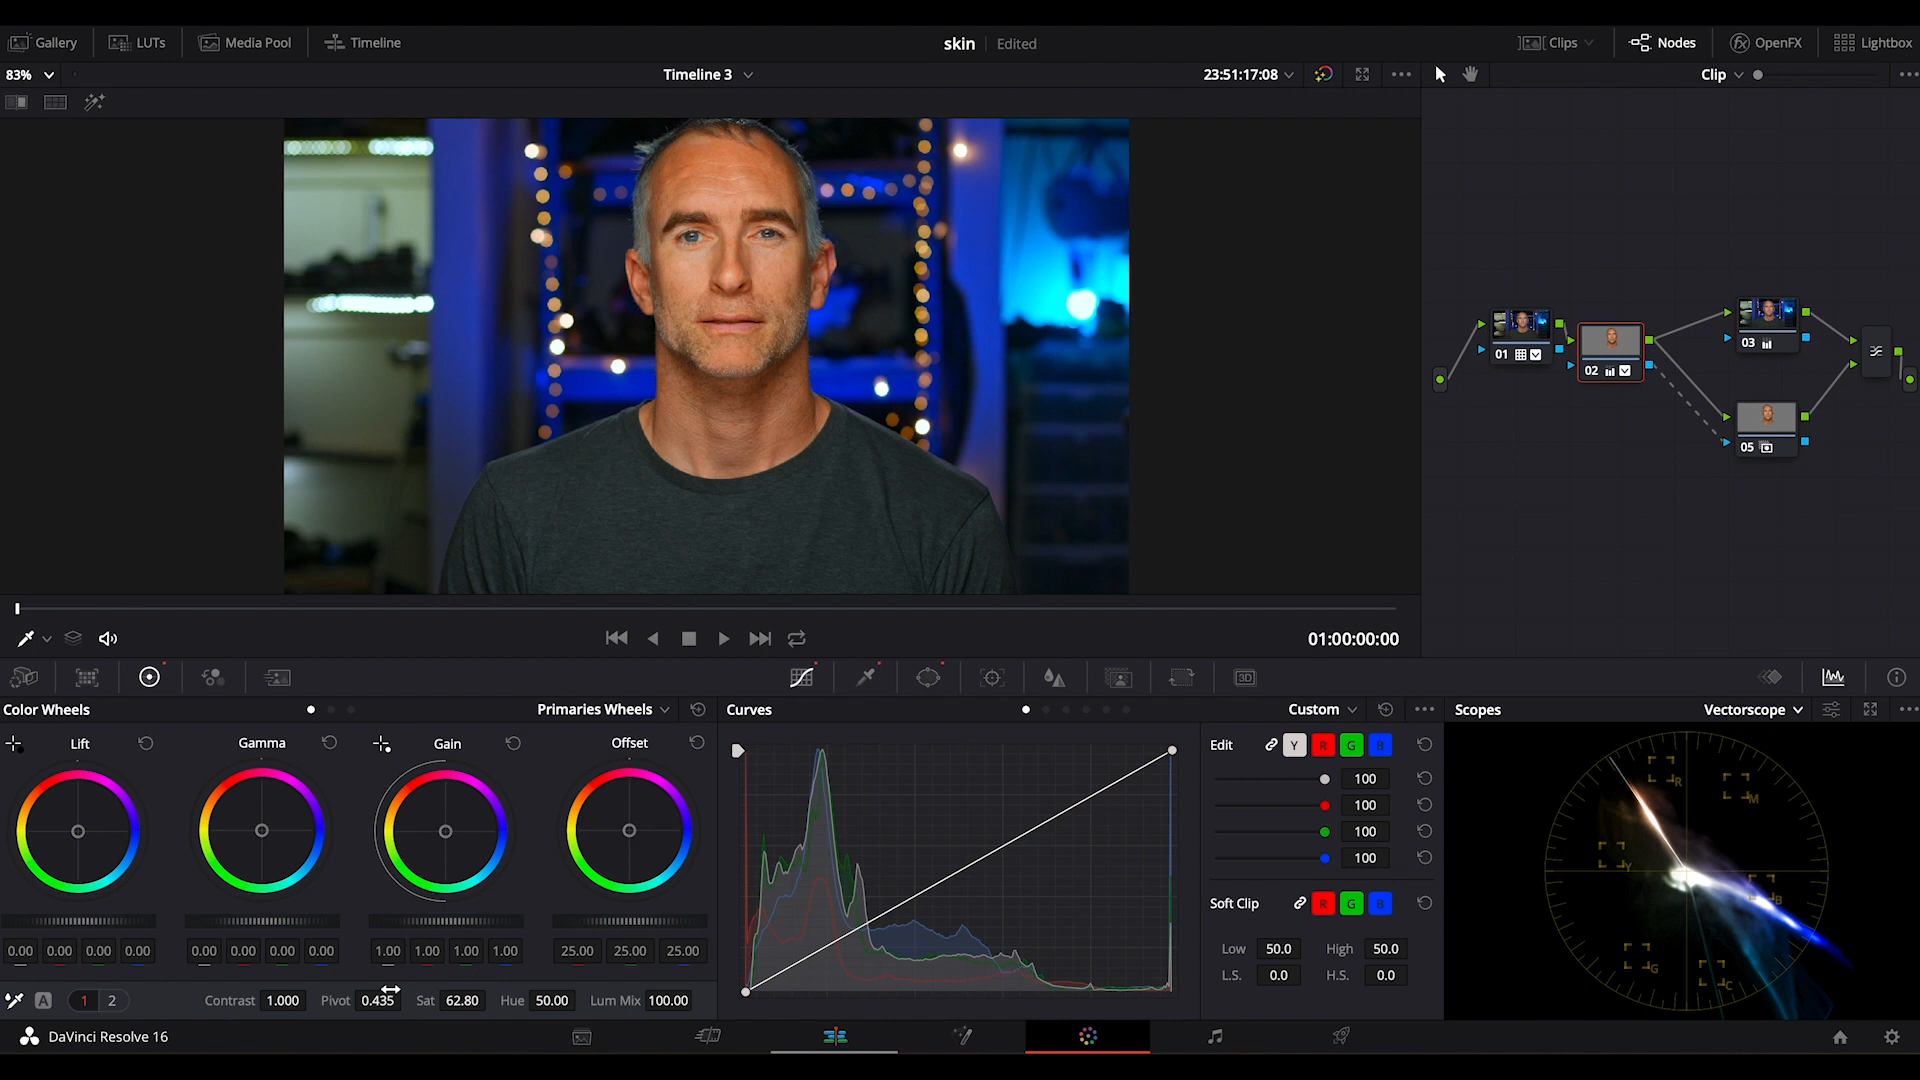 Gallery LUTs Media Pool Timeline skin Edited Clips Nodes OpenFX Lightbox
83% Timeline 3 23:51:17:08 Clip
01 02 03 05
01:00:00:00
3D
Color Wheels Primaries Wheels Curves Custom Scopes Vectorscope
Lift Gamma Gain Offset
0.00 0.00 0.00 0.00 0.00 0.00 0.00 0.00 1.00 1.00 1.00 1.00 25.00 25.00 25.00
A 1 2 Contrast 1.000 Pivot 0.435 Sat 62.80 Hue 50.00 Lum Mix 100.00
Edit Y R G B
100
100
100
100
Soft Clip R G B
Low 50.0 High 50.0
L.S. 0.0 H.S. 0.0
R M Y B G C
DaVinci Resolve 16